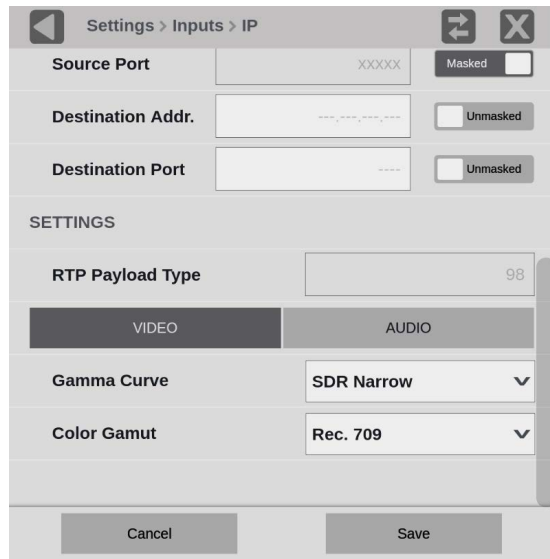 Settings > Inputs > IP
Source Port xxxxx Masked
Destination Addr. ---.---.---.--- Unmasked
Destination Port ---- Unmasked
SETTINGS
RTP Payload Type 98
VIDEO AUDIO
Gamma Curve SDR Narrow
Color Gamut Rec. 709
Cancel Save